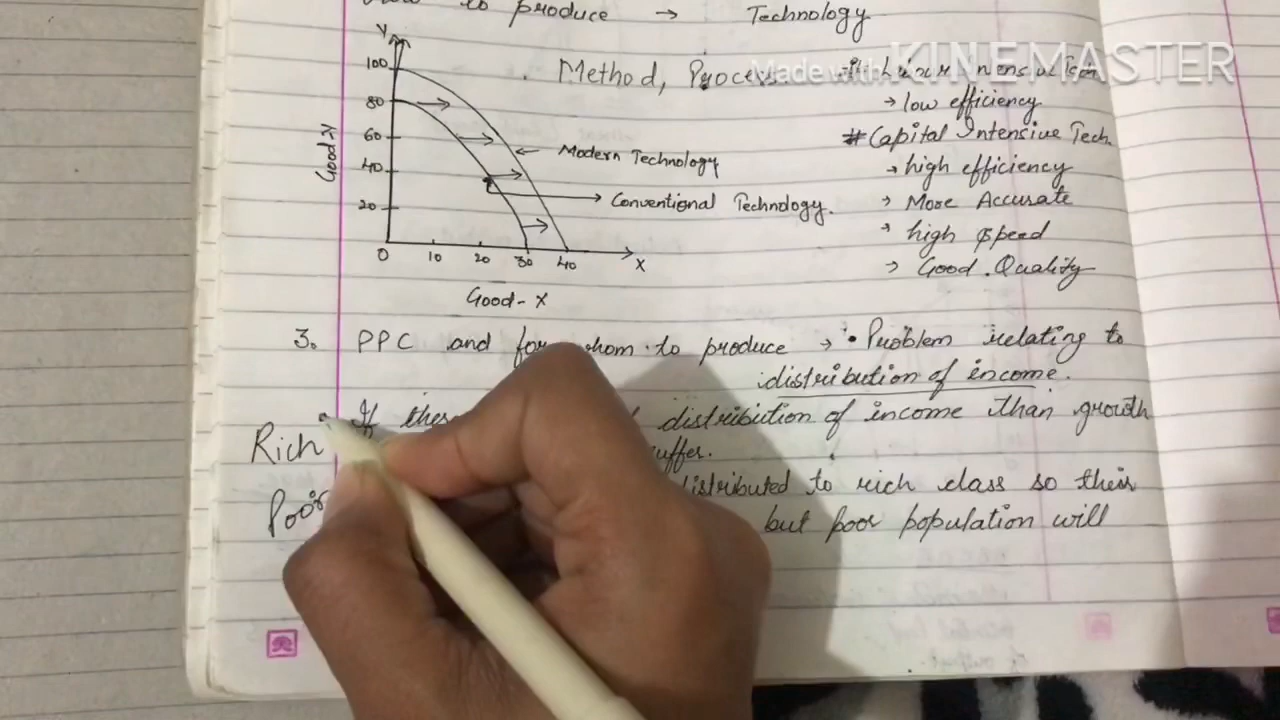 to produce → Technology
Made with KINEMASTER
Y
100
80
60
40
20
0 10 20 30 40 X
Good-Y
Good-X
Method, Process.
Modern Technology
Conventional Technology.
→ low efficiency
# Capital Intensive Tech.
→ high efficiency
→ More Accurate
→ high speed
→ Good Quality
3. PPC and for whom to produce → • Problem relating to
distribution of income.
If distribution of income than growth
Rich
suffer.
distributed to rich class so their
Poor
but poor population will